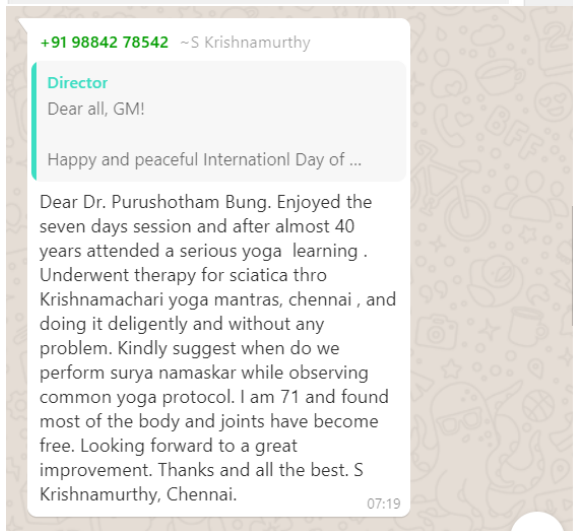 +91 98842 78542 ~S Krishnamurthy
Director
Dear all, GM!
Happy and peaceful Internationl Day of ...
Dear Dr. Purushotham Bung. Enjoyed the
seven days session and after almost 40
years attended a serious yoga learning .
Underwent therapy for sciatica thro
Krishnamachari yoga mantras, chennai , and
doing it deligently and without any
problem. Kindly suggest when do we
perform surya namaskar while observing
common yoga protocol. I am 71 and found
most of the body and joints have become
free. Looking forward to a great
improvement. Thanks and all the best. S
Krishnamurthy, Chennai.
07:19